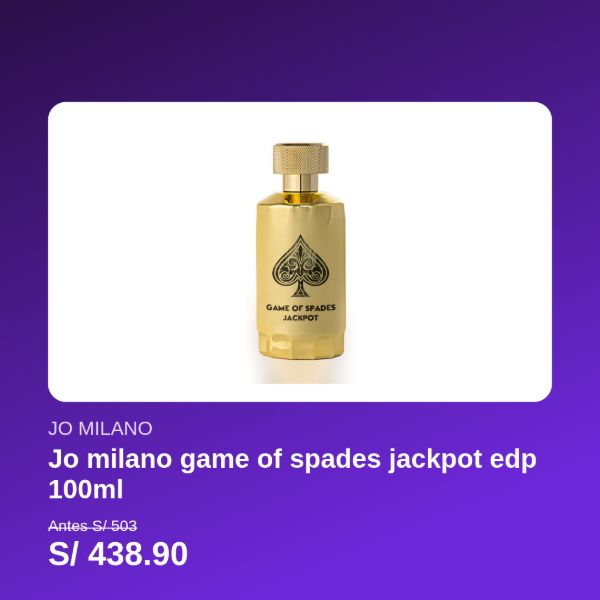 GAME OF SPADES
JACKPOT
JO MILANO
Jo milano game of spades jackpot edp
100ml
Antes S/ 503
S/ 438.90